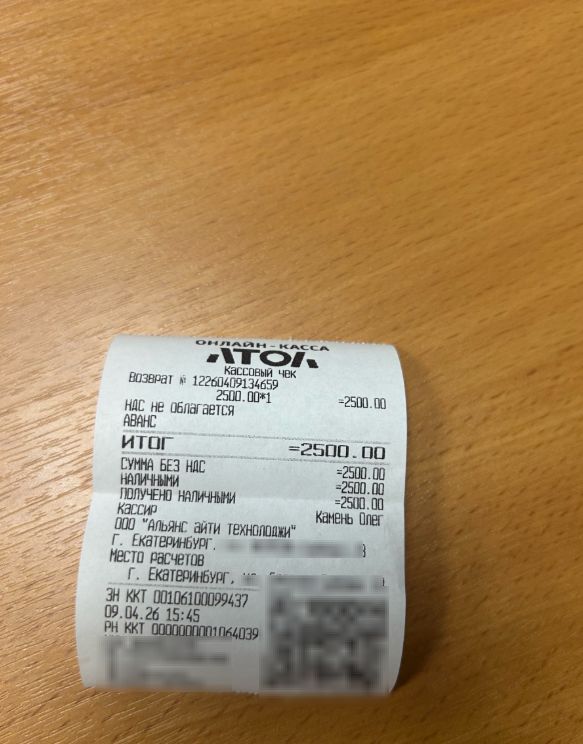 ОНЛАЙН-КАССА
АТОЛ
Кассовый чек
Возврат № 12260409134659
2500.00*1 =2500.00
НДС не облагается
АВАНС
ИТОГ =2500.00
СУММА БЕЗ НДС =2500.00
НАЛИЧНЫМИ =2500.00
ПОЛУЧЕНО НАЛИЧНЫМИ =2500.00
Кассир Камень Олег
ООО "Альянс айти технолоджи"
Г. Екатеринбург,
Место расчетов
Г. Екатеринбург,
ЗН ККТ 00106100099437
09.04.26 15:45
РН ККТ 0000000001064039